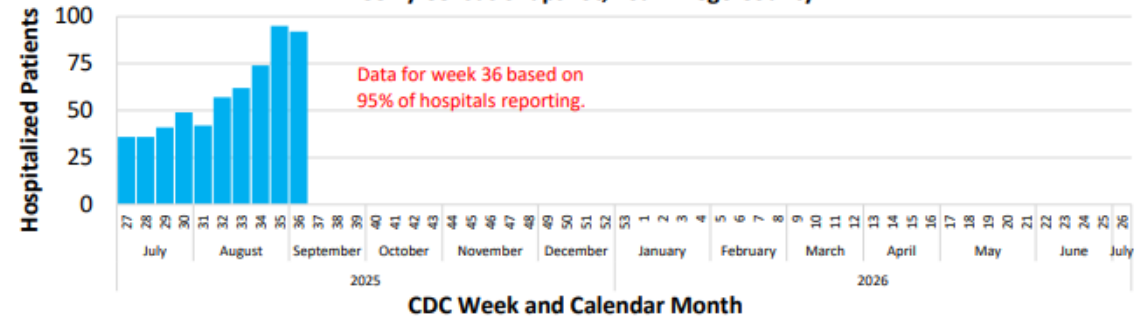 100
75
50
25
0
Hospitalized Patients
Data for week 36 based on
95% of hospitals reporting.
27 28 29 30 31 32 33 34 35 36 37 38 39 40 41 42 43 44 45 46 47 48 49 50 51 52 53 1 2 3 4 5 6 7 8 9 10 11 12 13 14 15 16 17 18 19 20 21 22 23 24 25 26
July August September October November December January February March April May June July
2025 2026
CDC Week and Calendar Month